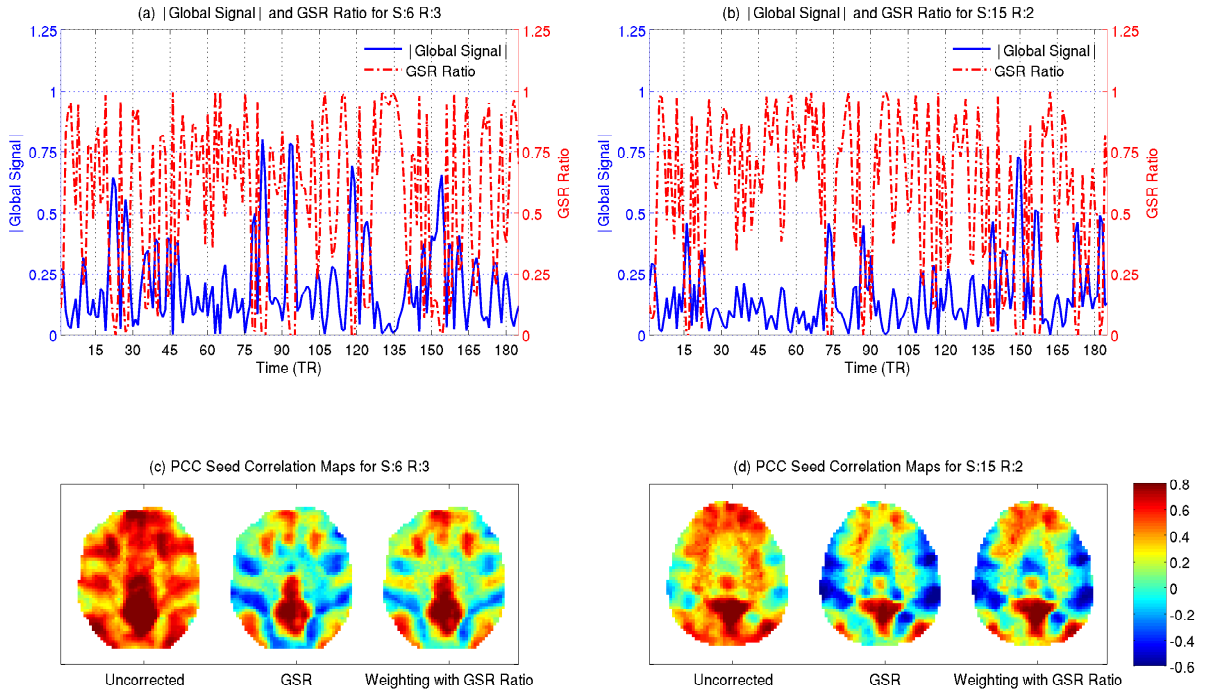 (a) |Global Signal| and GSR Ratio for S:6 R:3
1.25
1
0.75
0.5
0.25
0
|Global Signal|
1.25
1
0.75
0.5
0.25
0
GSR Ratio
|Global Signal|
GSR Ratio
15 30 45 60 75 90 105 120 135 150 165 180
Time (TR)
(b) |Global Signal| and GSR Ratio for S:15 R:2
1.25
1
0.75
0.5
0.25
0
|Global Signal|
1.25
1
0.75
0.5
0.25
0
GSR Ratio
|Global Signal|
GSR Ratio
15 30 45 60 75 90 105 120 135 150 165 180
Time (TR)
(c) PCC Seed Correlation Maps for S:6 R:3
Uncorrected GSR Weighting with GSR Ratio
(d) PCC Seed Correlation Maps for S:15 R:2
Uncorrected GSR Weighting with GSR Ratio
0.8
0.6
0.4
0.2
0
-0.2
-0.4
-0.6